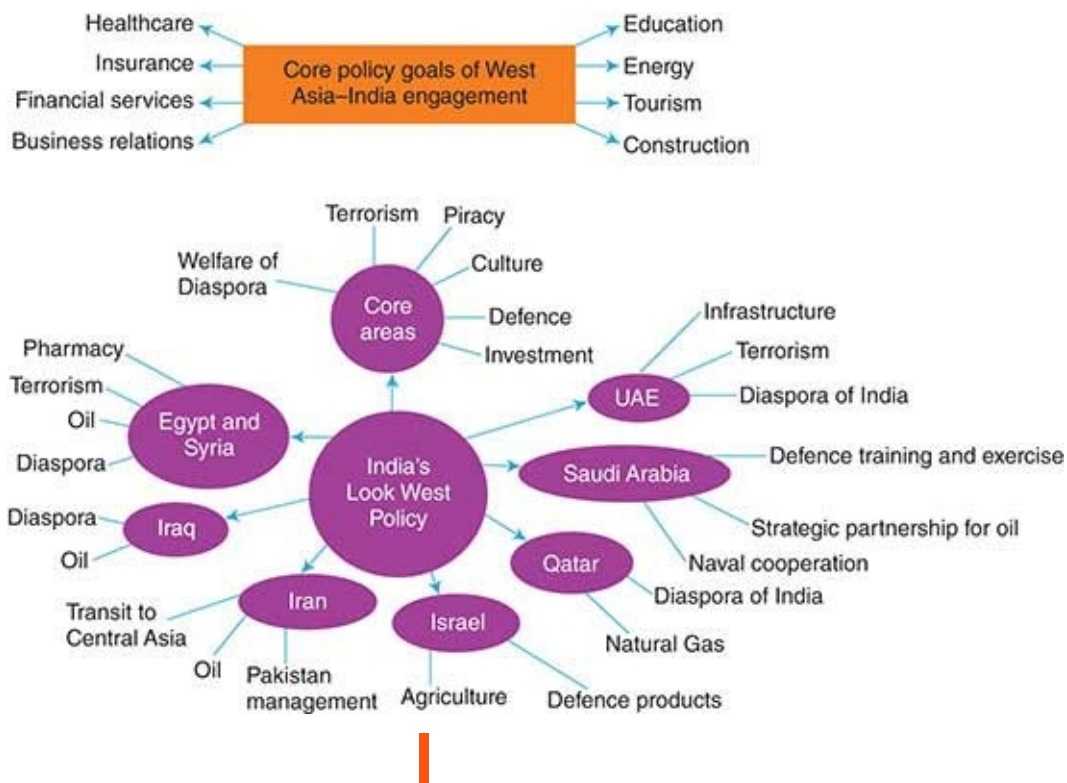 Healthcare
Insurance
Financial services
Business relations
Core policy goals of West
Asia–India engagement
Education
Energy
Tourism
Construction
Terrorism
Piracy
Welfare of
Diaspora
Culture
Core
areas
Defence
Investment
Infrastructure
Terrorism
UAE
Diaspora of India
Pharmacy
Terrorism
Oil
Diaspora
Egypt and
Syria
India's
Look West
Policy
Saudi Arabia
Defence training and exercise
Strategic partnership for oil
Naval cooperation
Diaspora
Oil
Iraq
Qatar
Diaspora of India
Natural Gas
Iran
Transit to
Central Asia
Oil
Pakistan
management
Israel
Agriculture
Defence products